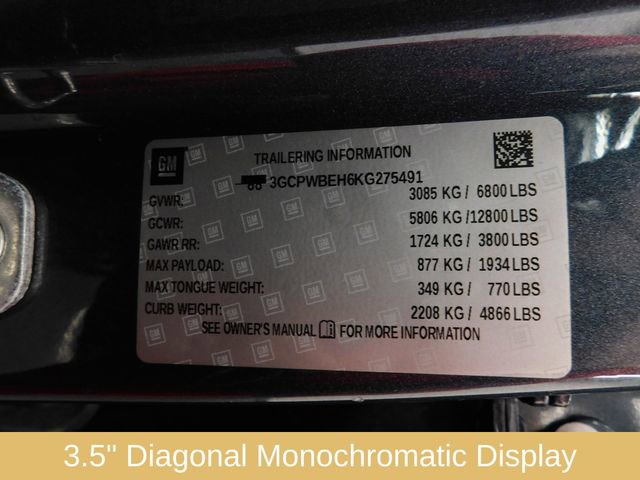 GM
TRAILERING INFORMATION
3GCPWBEH6KG275491
GVWR: 3085 KG / 6800 LBS
GCWR: 5806 KG /12800 LBS
GAWR RR: 1724 KG / 3800 LBS
MAX PAYLOAD: 877 KG / 1934 LBS
MAX TONGUE WEIGHT: 349 KG / 770 LBS
CURB WEIGHT: 2208 KG / 4866 LBS
SEE OWNER'S MANUAL FOR MORE INFORMATION
3.5" Diagonal Monochromatic Display